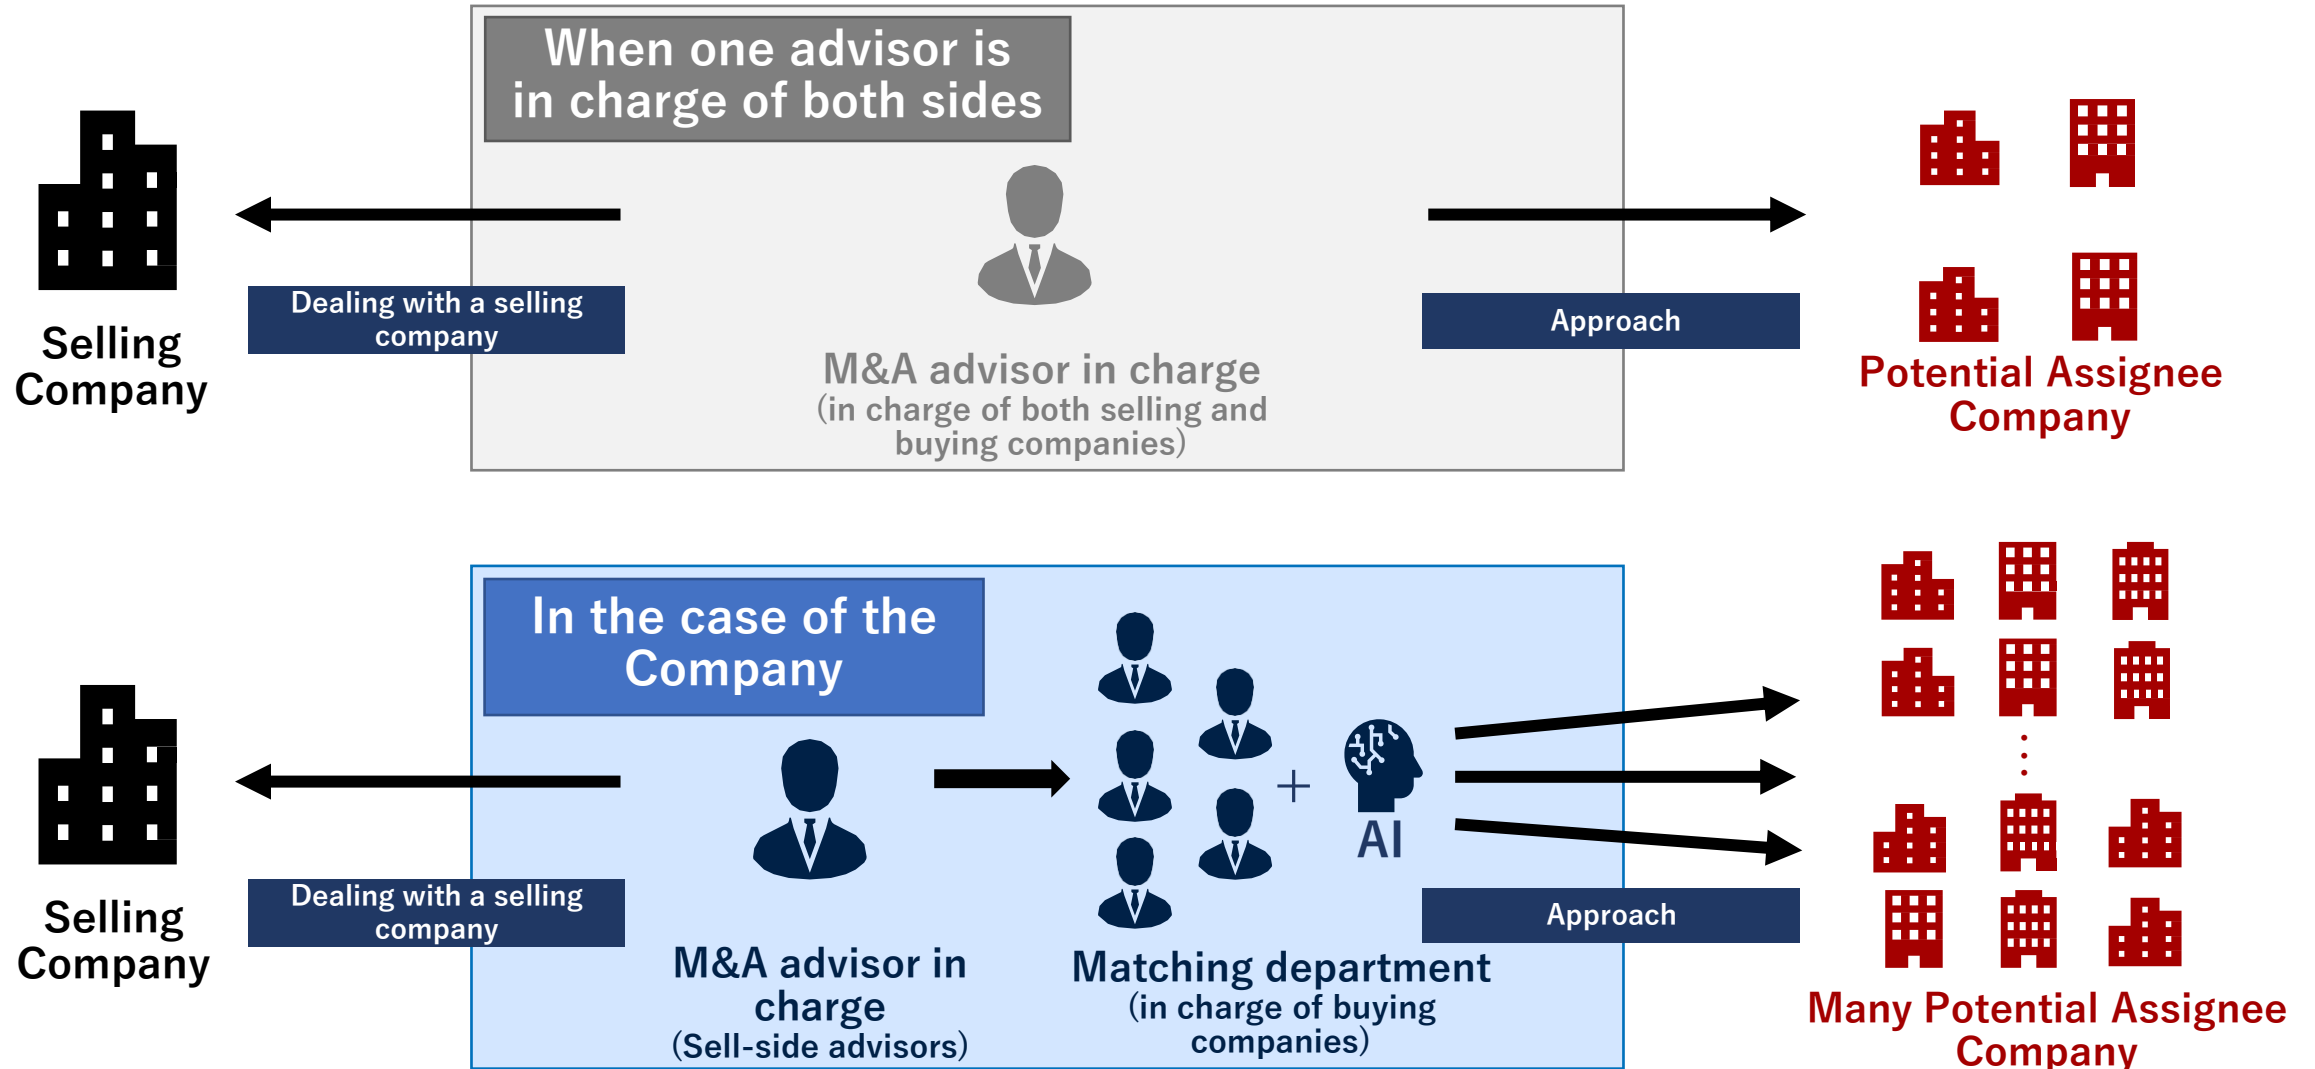 When one advisor is
in charge of both sides
Selling
Company
Dealing with a selling
company
M&A advisor in charge
(in charge of both selling and
buying companies)
Approach
Potential Assignee
Company
In the case of the
Company
Selling
Company
Dealing with a selling
company
M&A advisor in
charge
(Sell-side advisors)
+
AI
Matching department
(in charge of buying
companies)
Approach
⋮
Many Potential Assignee
Company